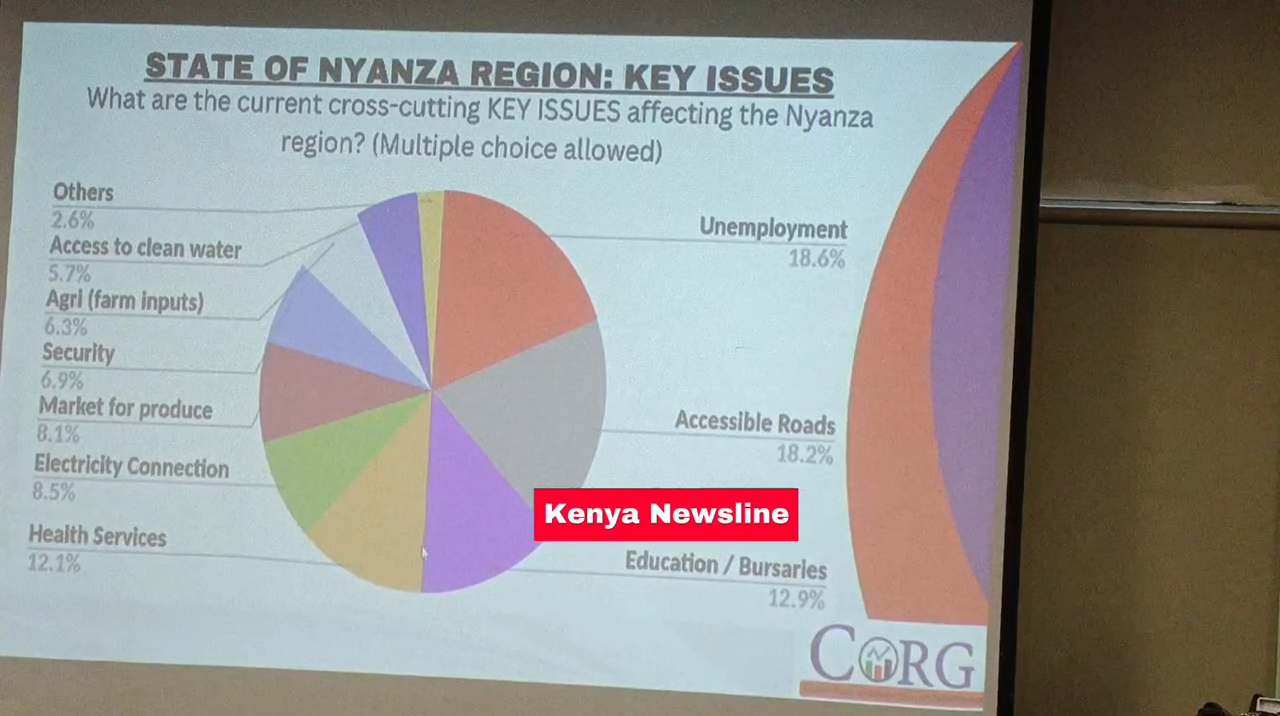 STATE OF NYANZA REGION: KEY ISSUES
What are the current cross-cutting KEY ISSUES affecting the Nyanza
region? (Multiple choice allowed)
Others
2.6%
Access to clean water
5.7%
Agri (farm inputs)
6.3%
Security
6.9%
Market for produce
8.1%
Electricity Connection
8.5%
Health Services
12.1%
Unemployment
18.6%
Accessible Roads
18.2%
Kenya Newsline
Education / Bursaries
12.9%
CORG